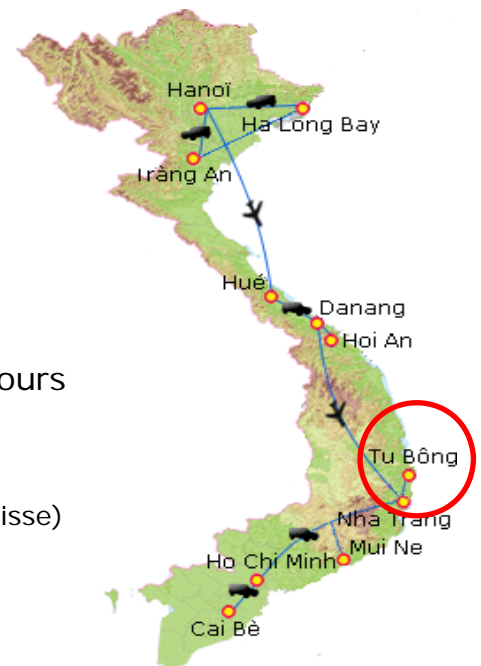 Hanoï
Ha Long Bay
Tràng An
Hué
Danang
Hoi An
ours
Tu Bông
isse)
Nha Trang
Mui Ne
Ho Chi Minh
Cai Bè